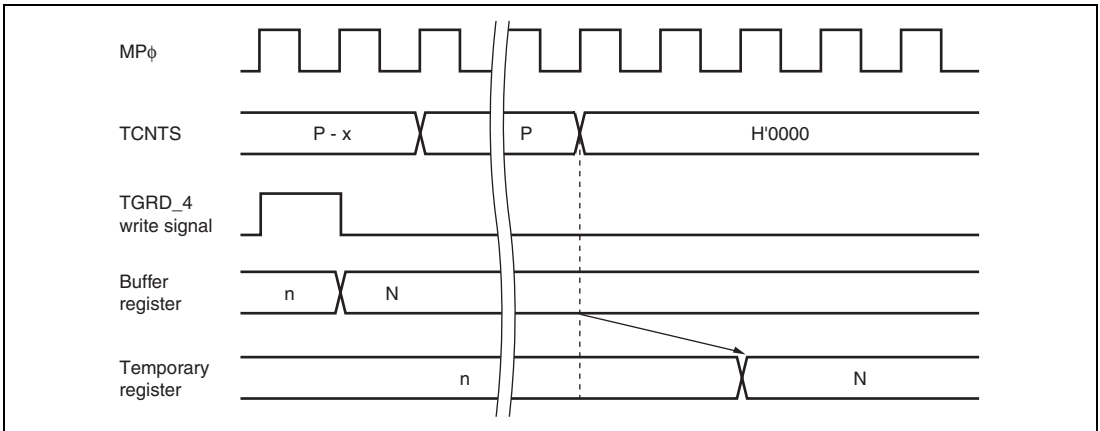 MPϕ
TCNTS
P - x
P
H'0000
TGRD_4
write signal
Buffer
register
n
N
Temporary
register
n
N